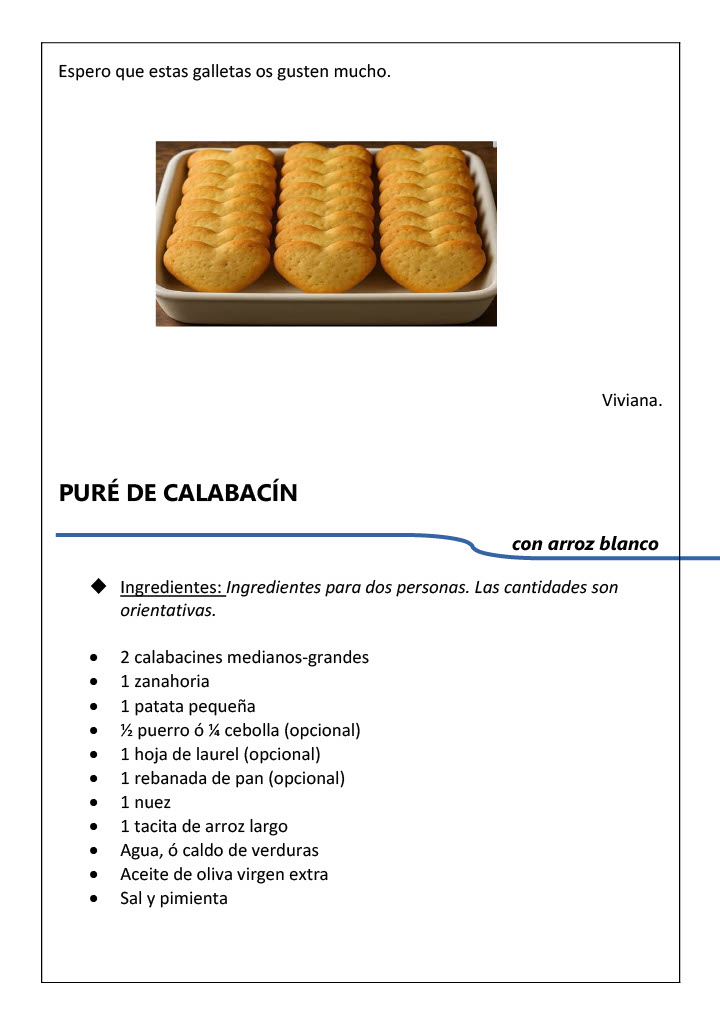 Espero que estas galletas os gusten mucho.
Viviana.
PURÉ DE CALABACÍN
con arroz blanco
◆ Ingredientes: Ingredientes para dos personas. Las cantidades son
orientativas.
• 2 calabacines medianos-grandes
• 1 zanahoria
• 1 patata pequeña
• ½ puerro ó ¼ cebolla (opcional)
• 1 hoja de laurel (opcional)
• 1 rebanada de pan (opcional)
• 1 nuez
• 1 tacita de arroz largo
• Agua, ó caldo de verduras
• Aceite de oliva virgen extra
• Sal y pimienta